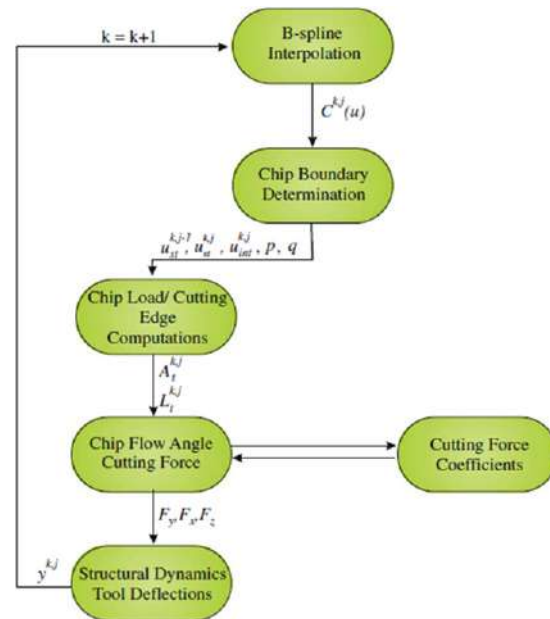 k = k+1
B-spline
Interpolation
C^{k,j}(u)
Chip Boundary
Determination
u_{st}^{k,j-1}, u_{st}^{k,j}, u_{int}^{k,j}, p, q
Chip Load/ Cutting
Edge
Computations
A_t^{k,j}
L_t^{k,j}
Chip Flow Angle
Cutting Force
Cutting Force
Coefficients
F_y, F_x, F_z
y^{k,j}
Structural Dynamics
Tool Deflections